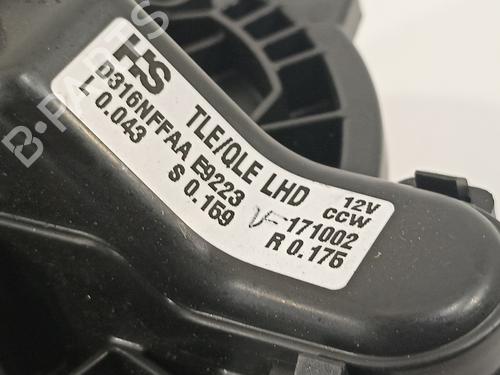 HS TLE/QLE LHD 12V CCW
D316NFFAA E9223 171002
L 0.043 S 0.159 R 0.175
B-PARTS